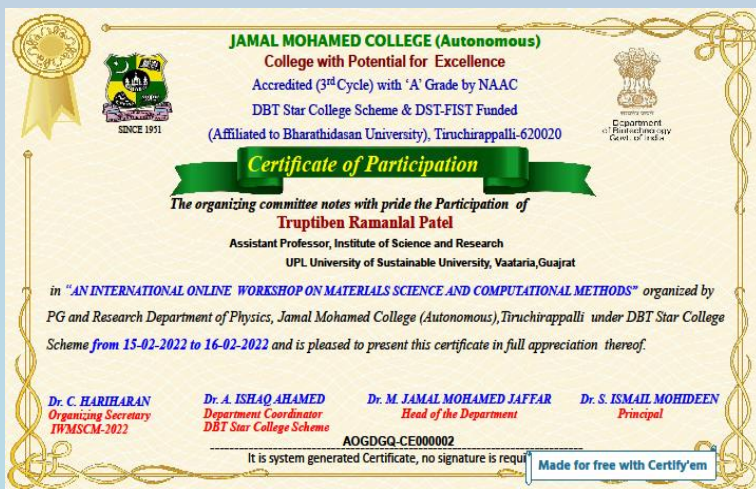 JAMAL MOHAMED COLLEGE (Autonomous)
College with Potential for Excellence
Accredited (3rd Cycle) with ‘A’ Grade by NAAC
DBT Star College Scheme & DST-FIST Funded
(Affiliated to Bharathidasan University), Tiruchirappalli-620020
SINCE 1951
Department
of Biotechnology
Govt. of India
Certificate of Participation
The organizing committee notes with pride the Participation of
Truptiben Ramanlal Patel
Assistant Professor, Institute of Science and Research
UPL University of Sustainable University, Vaataria,Guajrat
in “AN INTERNATIONAL ONLINE WORKSHOP ON MATERIALS SCIENCE AND COMPUTATIONAL METHODS” organized by
PG and Research Department of Physics, Jamal Mohamed College (Autonomous),Tiruchirappalli under DBT Star College
Scheme from 15-02-2022 to 16-02-2022 and is pleased to present this certificate in full appreciation thereof.
Dr. C. HARIHARAN
Organizing Secretary
IWMSCM-2022
Dr. A. ISHAQ AHAMED
Department Coordinator
DBT Star College Scheme
Dr. M. JAMAL MOHAMED JAFFAR
Head of the Department
Dr. S. ISMAIL MOHIDEEN
Principal
AOGDGQ-CE000002
It is system generated Certificate, no signature is requi
Made for free with Certify'em